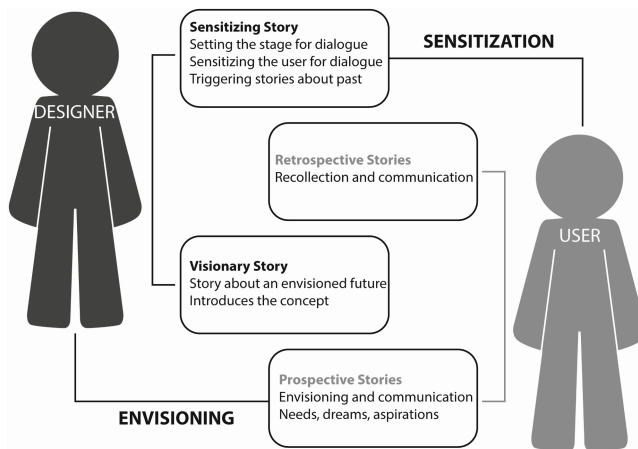 DESIGNER
Sensitizing Story
Setting the stage for dialogue
Sensitizing the user for dialogue
Triggering stories about past
SENSITIZATION
Retrospective Stories
Recollection and communication
USER
Visionary Story
Story about an envisioned future
Introduces the concept
Prospective Stories
Envisioning and communication
Needs, dreams, aspirations
ENVISIONING